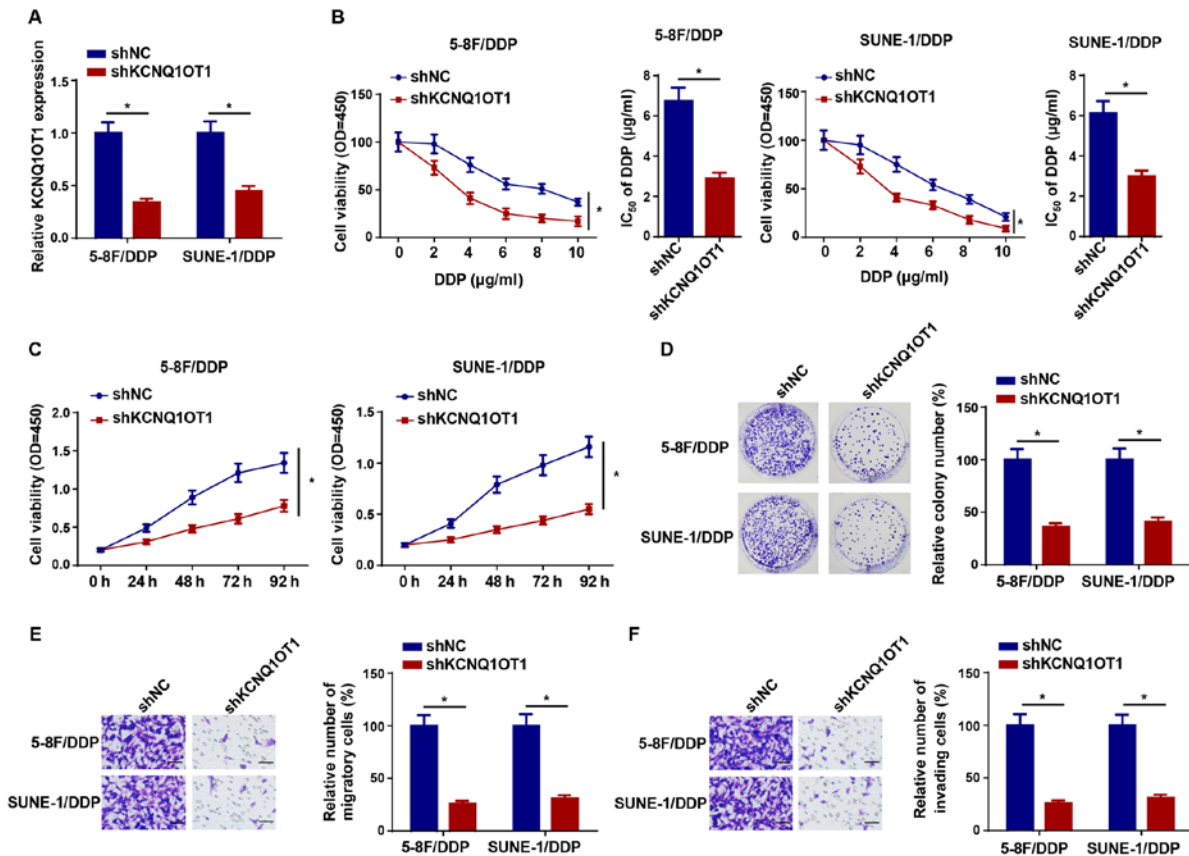 A
shNC
shKCNQ1OT1
Relative KCNQ1OT1 expression
1.5
1.0
0.5
0.0
*
*
5-8F/DDP
SUNE-1/DDP
B
5-8F/DDP
shNC
shKCNQ1OT1
Cell viability (OD=450)
150
100
50
0
*
0
2
4
6
8
10
DDP (μg/ml)
5-8F/DDP
IC50 of DDP (μg/ml)
8
6
4
2
0
*
shNC
shKCNQ1OT1
SUNE-1/DDP
shNC
shKCNQ1OT1
Cell viability (OD=450)
150
100
50
0
*
0
2
4
6
8
10
DDP (μg/ml)
SUNE-1/DDP
IC50 of DDP (μg/ml)
8
6
4
2
0
*
shNC
shKCNQ1OT1
C
5-8F/DDP
shNC
shKCNQ1OT1
Cell viability (OD=450)
2.0
1.5
1.0
0.5
0.0
*
0 h
24 h
48 h
72 h
92 h
SUNE-1/DDP
shNC
shKCNQ1OT1
Cell viability (OD=450)
1.5
1.0
0.5
0.0
*
0 h
24 h
48 h
72 h
92 h
D
shNC
shKCNQ1OT1
5-8F/DDP
SUNE-1/DDP
shNC
shKCNQ1OT1
Relative colony number (%)
150
100
50
0
*
*
5-8F/DDP
SUNE-1/DDP
E
shNC
shKCNQ1OT1
5-8F/DDP
SUNE-1/DDP
shNC
shKCNQ1OT1
Relative number of
migratory cells (%)
150
100
50
0
*
*
5-8F/DDP
SUNE-1/DDP
F
shNC
shKCNQ1OT1
5-8F/DDP
SUNE-1/DDP
shNC
shKCNQ1OT1
Relative number of
invading cells (%)
150
100
50
0
*
*
5-8F/DDP
SUNE-1/DDP